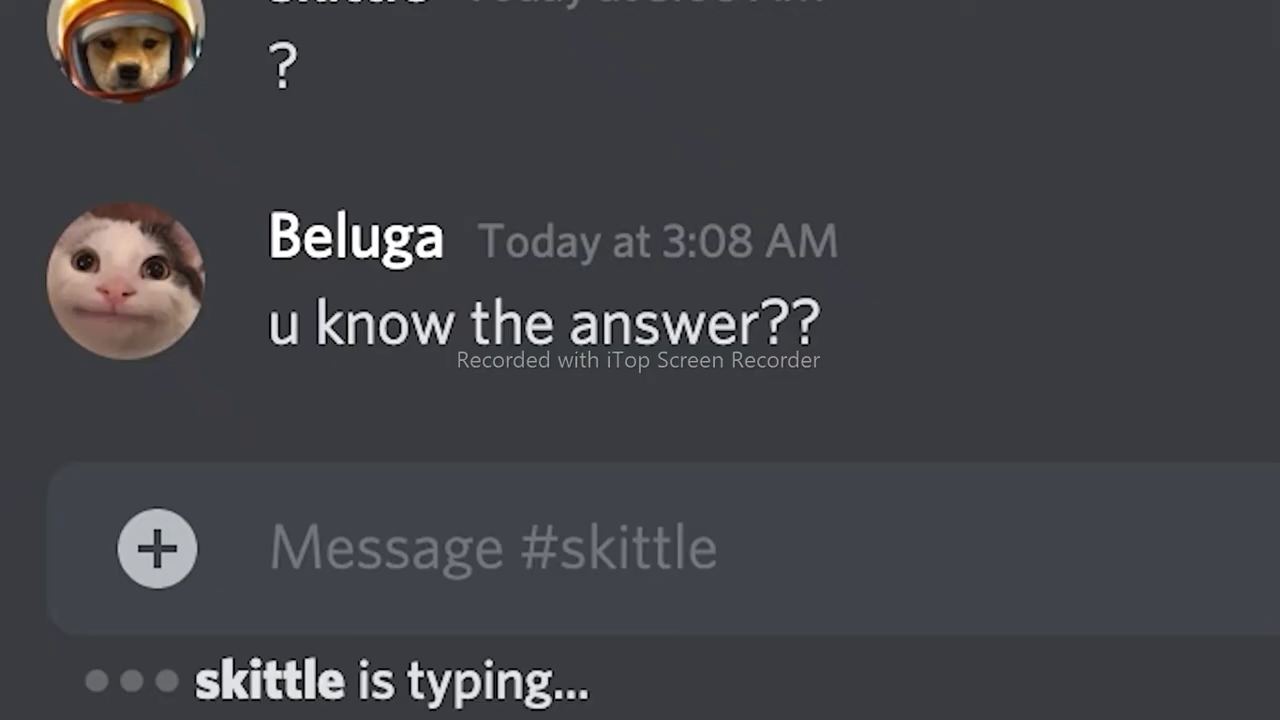 ?
Beluga Today at 3:08 AM
u know the answer??
Recorded with iTop Screen Recorder
Message #skittle
skittle is typing...